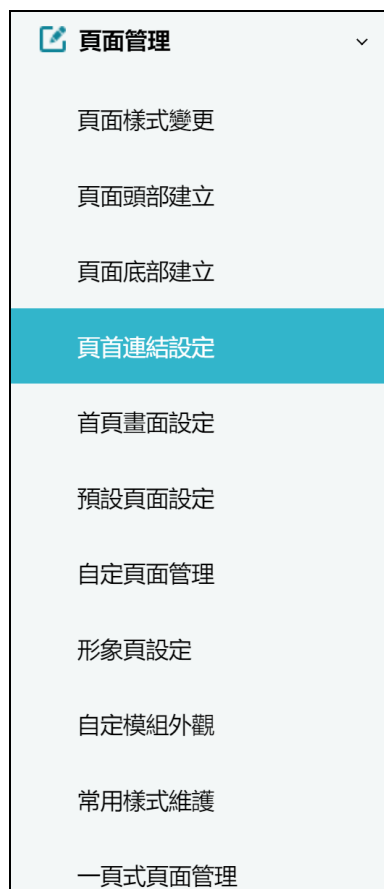 頁面管理
頁面樣式變更
頁面頭部建立
頁面底部建立
頁首連結設定
首頁畫面設定
預設頁面設定
自定頁面管理
形象頁設定
自定模組外觀
常用樣式維護
一頁式頁面管理